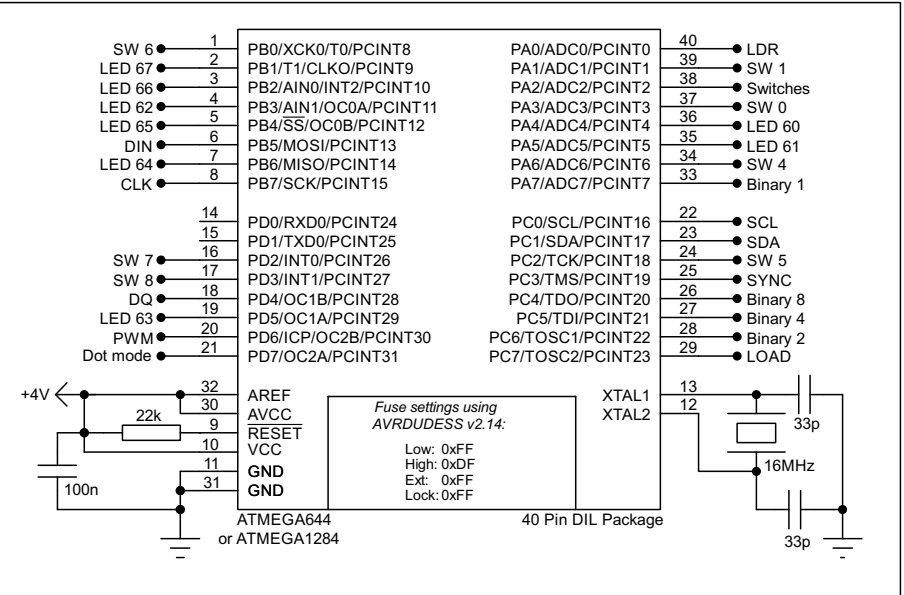 SW 6 1 PB0/XCK0/T0/PCINT8 PA0/ADC0/PCINT0 40 LDR
LED 67 2 PB1/T1/CLKO/PCINT9 PA1/ADC1/PCINT1 39 SW 1
LED 66 3 PB2/AIN0/INT2/PCINT10 PA2/ADC2/PCINT2 38 Switches
LED 62 4 PB3/AIN1/OC0A/PCINT11 PA3/ADC3/PCINT3 37 SW 0
LED 65 5 PB4/SS/OC0B/PCINT12 PA4/ADC4/PCINT4 36 LED 60
DIN 6 PB5/MOSI/PCINT13 PA5/ADC5/PCINT5 35 LED 61
LED 64 7 PB6/MISO/PCINT14 PA6/ADC6/PCINT6 34 SW 4
CLK 8 PB7/SCK/PCINT15 PA7/ADC7/PCINT7 33 Binary 1
14 PD0/RXD0/PCINT24 PC0/SCL/PCINT16 22 SCL
15 PD1/TXD0/PCINT25 PC1/SDA/PCINT17 23 SDA
SW 7 16 PD2/INT0/PCINT26 PC2/TCK/PCINT18 24 SW 5
SW 8 17 PD3/INT1/PCINT27 PC3/TMS/PCINT19 25 SYNC
DQ 18 PD4/OC1B/PCINT28 PC4/TDO/PCINT20 26 Binary 8
LED 63 19 PD5/OC1A/PCINT29 PC5/TDI/PCINT21 27 Binary 4
PWM 20 PD6/ICP/OC2B/PCINT30 PC6/TOSC1/PCINT22 28 Binary 2
Dot mode 21 PD7/OC2A/PCINT31 PC7/TOSC2/PCINT23 29 LOAD
+4V 32 AREF XTAL1 13
30 AVCC XTAL2 12
22k 9 RESET
10 VCC
11 GND
31 GND
100n
Fuse settings using
AVRDUDESS v2.14:
Low: 0xFF
High: 0xDF
Ext: 0xFF
Lock: 0xFF
33p
16MHz
33p
ATMEGA644 40 Pin DIL Package
or ATMEGA1284